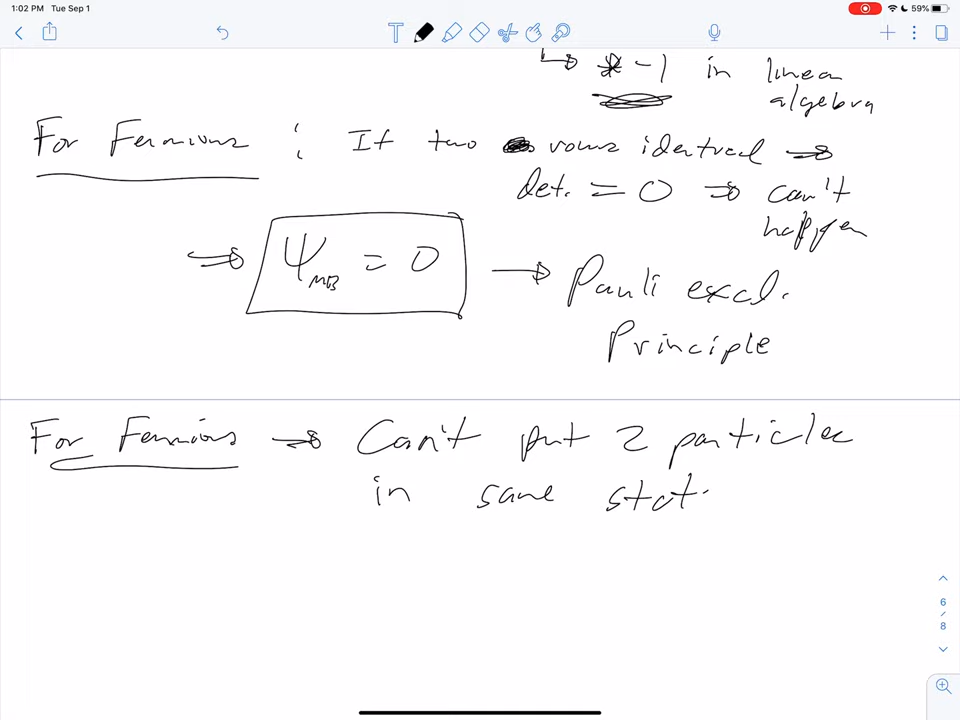 1:02 PM Tue Sep 1
59%
↳ * -1 in linear
algebra
For Fermions : If two rows identical →
det. = 0 ⇒ can't
happen
⇒ Ψ_MB = 0 → Pauli excl.
Principle
For Fermions → Can't put 2 particles
in same stat
6
/
8